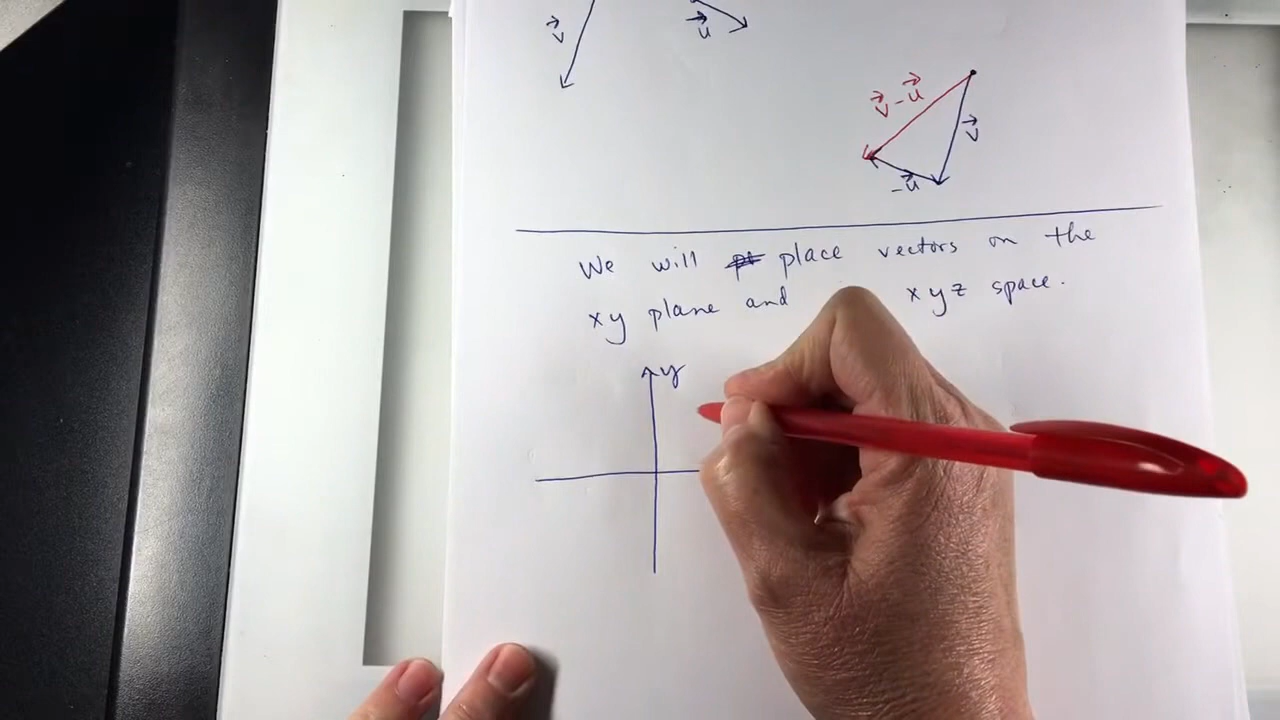 v⃗
u⃗
v⃗ - u⃗
v⃗
-u⃗
We will place vectors on the
xy plane and xyz space.
y